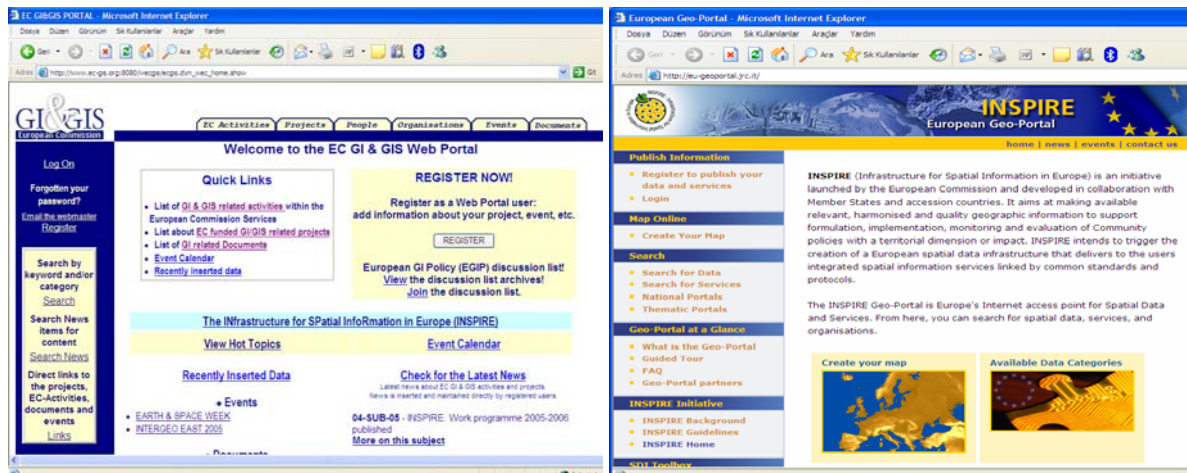 EC GI&GIS PORTAL - Microsoft Internet Explorer
Dosya Düzen Görünüm Sık Kullanılanlar Araçlar Yardım
Geri Ara Sık Kullanılanlar
Adres http://www.ec-gis.org:8080/wecgis/ecgis.dvn_wec_home.show Git
GI&GIS
European Commission
EC Activities Projects People Organisations Events Documents
Log On
Forgotten your
password?
Email the webmaster
Register
Search by
keyword and/or
category
Search
Search News
items for
content
Search News
Direct links to
the projects,
EC-Activities,
documents and
events
Links
Welcome to the EC GI & GIS Web Portal
Quick Links
List of GI & GIS related activities within the
European Commission Services
List about EC funded GI/GIS related projects
List of GI related Documents
Event Calendar
Recently inserted data
REGISTER NOW!
Register as a Web Portal user:
add information about your project, event, etc.
REGISTER
European GI Policy (EGIP) discussion list!
View the discussion list archives!
Join the discussion list.
The INfrastructure for SPatial InfoRmation in Europe (INSPIRE)
View Hot Topics
Event Calendar
Recently Inserted Data
Events
EARTH & SPACE WEEK
INTERGEO EAST 2005
Documents
Check for the Latest News
Latest news about EC GI & GIS activities and projects.
News is inserted and maintained directly by registered users.
04-SUB-05 - INSPIRE: Work programme 2005-2006
published
More on this subject
European Geo-Portal - Microsoft Internet Explorer
Dosya Düzen Görünüm Sık Kullanılanlar Araçlar Yardım
Geri Ara Sık Kullanılanlar
Adres http://eu-geoportal.jrc.it/
INSPIRE
European Geo-Portal
home | news | events | contact us
Publish Information
Register to publish your
data and services
Login
Map Online
Create Your Map
Search
Search for Data
Search for Services
National Portals
Thematic Portals
Geo-Portal at a Glance
What is the Geo-Portal
Guided Tour
FAQ
Geo-Portal partners
INSPIRE Initiative
INSPIRE Background
INSPIRE Guidelines
INSPIRE Home
SDI Toolbox
INSPIRE (Infrastructure for Spatial Information in Europe) is an initiative
launched by the European Commission and developed in collaboration with
Member States and accession countries. It aims at making available
relevant, harmonised and quality geographic information to support
formulation, implementation, monitoring and evaluation of Community
policies with a territorial dimension or impact. INSPIRE intends to trigger the
creation of a European spatial data infrastructure that delivers to the users
integrated spatial information services linked by common standards and
protocols.
The INSPIRE Geo-Portal is Europe's Internet access point for Spatial Data
and Services. From here, you can search for spatial data, services, and
organisations.
Create your map
Available Data Categories